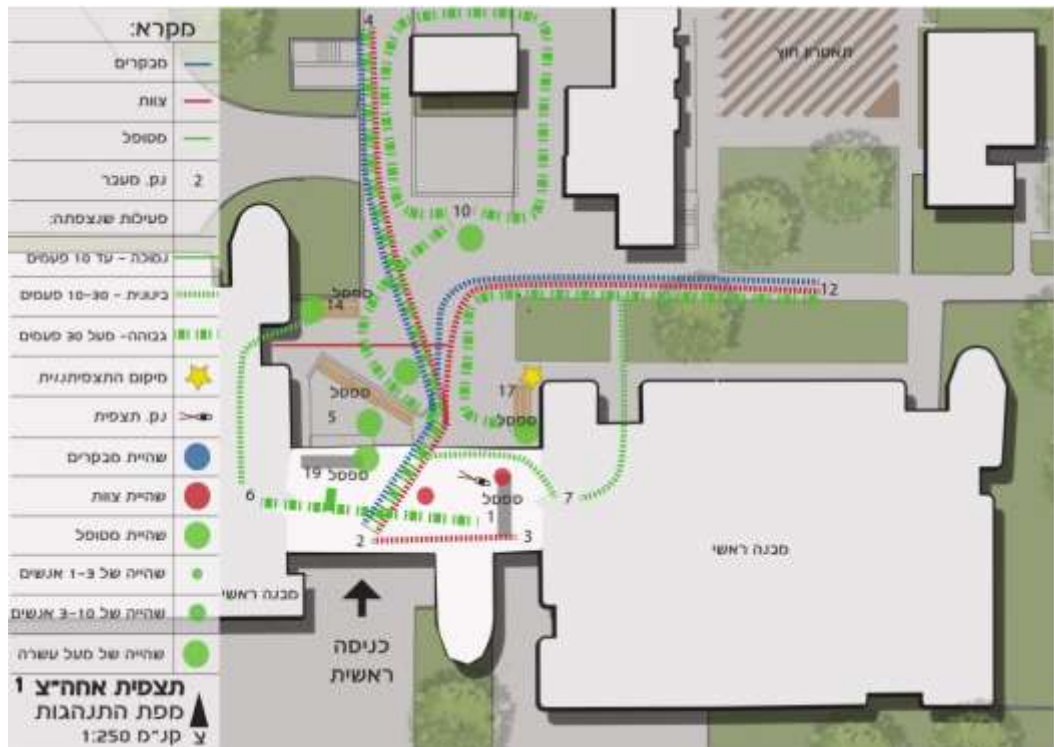 מקרא:
מבקרים
צוות
מטופל
נק. מעבר 2
פעילות שנצפתה:
נמוכה - עד 10 פעמים
בינונית - 10-30 פעמים
גבוהה- מעל 30 פעמים
מיקום התצפיתנית
נק. תצפית
שהיית מבקרים
שהיית צוות
שהיית מטופל
שהייה של 1-3 אנשים
שהייה של 3-10 אנשים
שהייה של מעל עשרה
תצפית אחה"צ 1
מפת התנהגות
קנ"מ 1:250
צ
4
תאטרון חוץ
10
12
ספסל
14
ספסל
5
17
ספסל
ספסל 19
6
ספסל
1
7
2
3
מבנה ראשי
מבנה ראשי
כניסה
ראשית